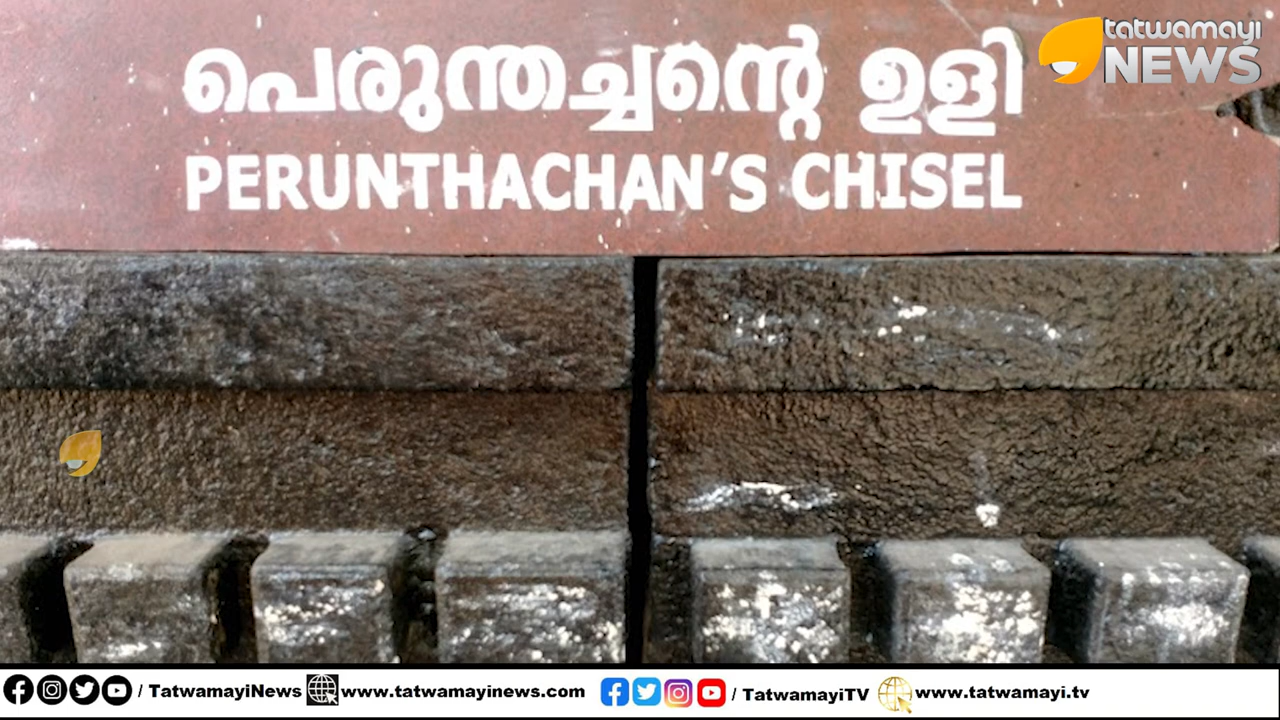 പെരുന്തച്ചന്റെ ഉളി
PERUNTHACHAN'S CHISEL
tatwamayi
NEWS
/ TatwamayiNews www.tatwamayinews.com / TatwamayiTV www.tatwamayi.tv